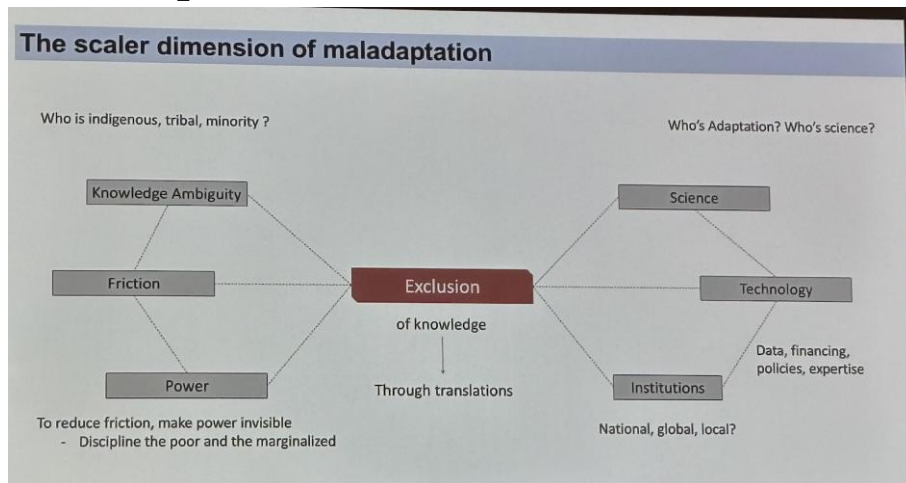 The scaler dimension of maladaptation
Who is indigenous, tribal, minority ?
Who's Adaptation? Who's science?
Knowledge Ambiguity
Science
Friction
Exclusion
Technology
of knowledge
Data, financing,
policies, expertise
Power
Through translations
Institutions
To reduce friction, make power invisible
- Discipline the poor and the marginalized
National, global, local?